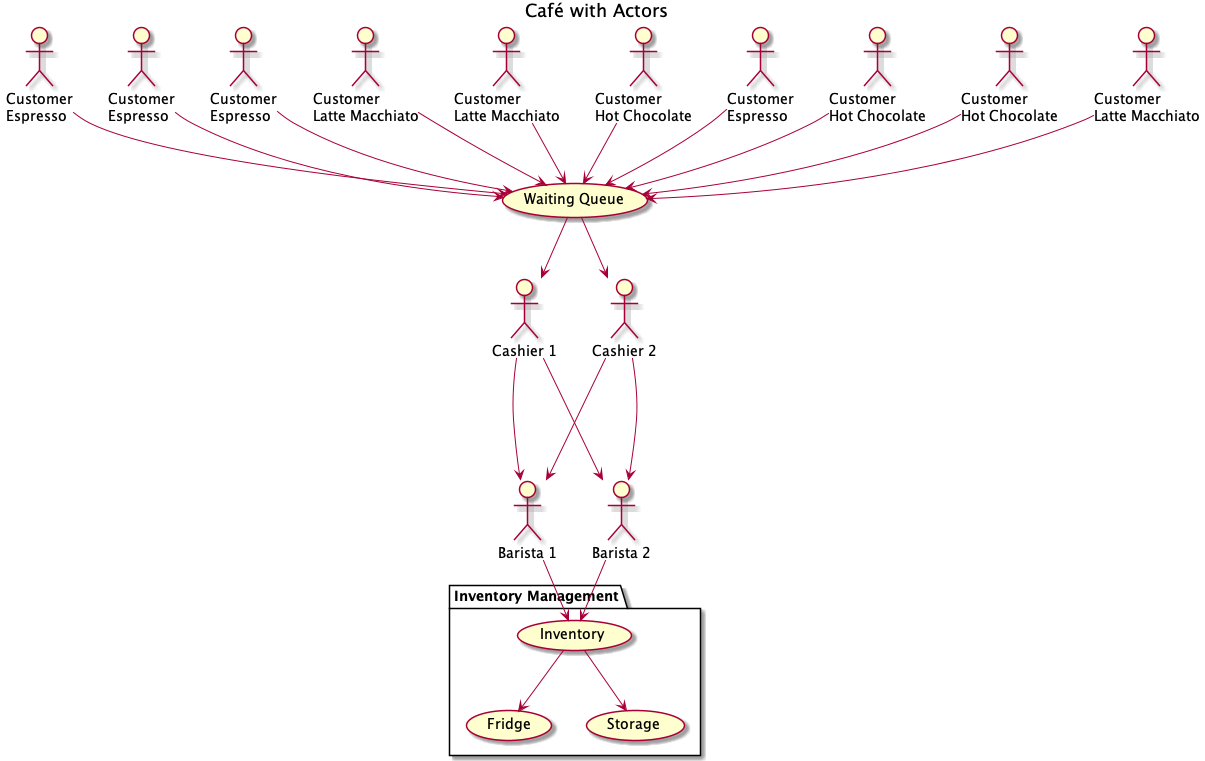 Café with Actors
Customer
Espresso
Customer
Espresso
Customer
Espresso
Customer
Latte Macchiato
Customer
Latte Macchiato
Customer
Hot Chocolate
Customer
Espresso
Customer
Hot Chocolate
Customer
Hot Chocolate
Customer
Latte Macchiato
Waiting Queue
Cashier 1
Cashier 2
Barista 1
Barista 2
Inventory Management
Inventory
Fridge
Storage